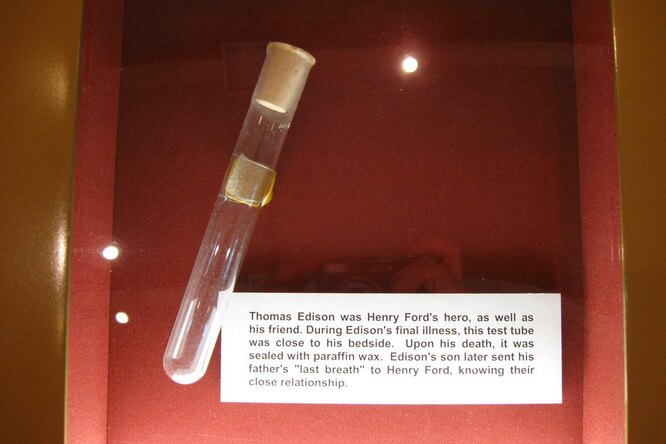 Thomas Edison was Henry Ford's hero, as well as
his friend. During Edison's final illness, this test tube
was close to his bedside. Upon his death, it was
sealed with paraffin wax. Edison's son later sent his
father's "last breath" to Henry Ford, knowing their
close relationship.